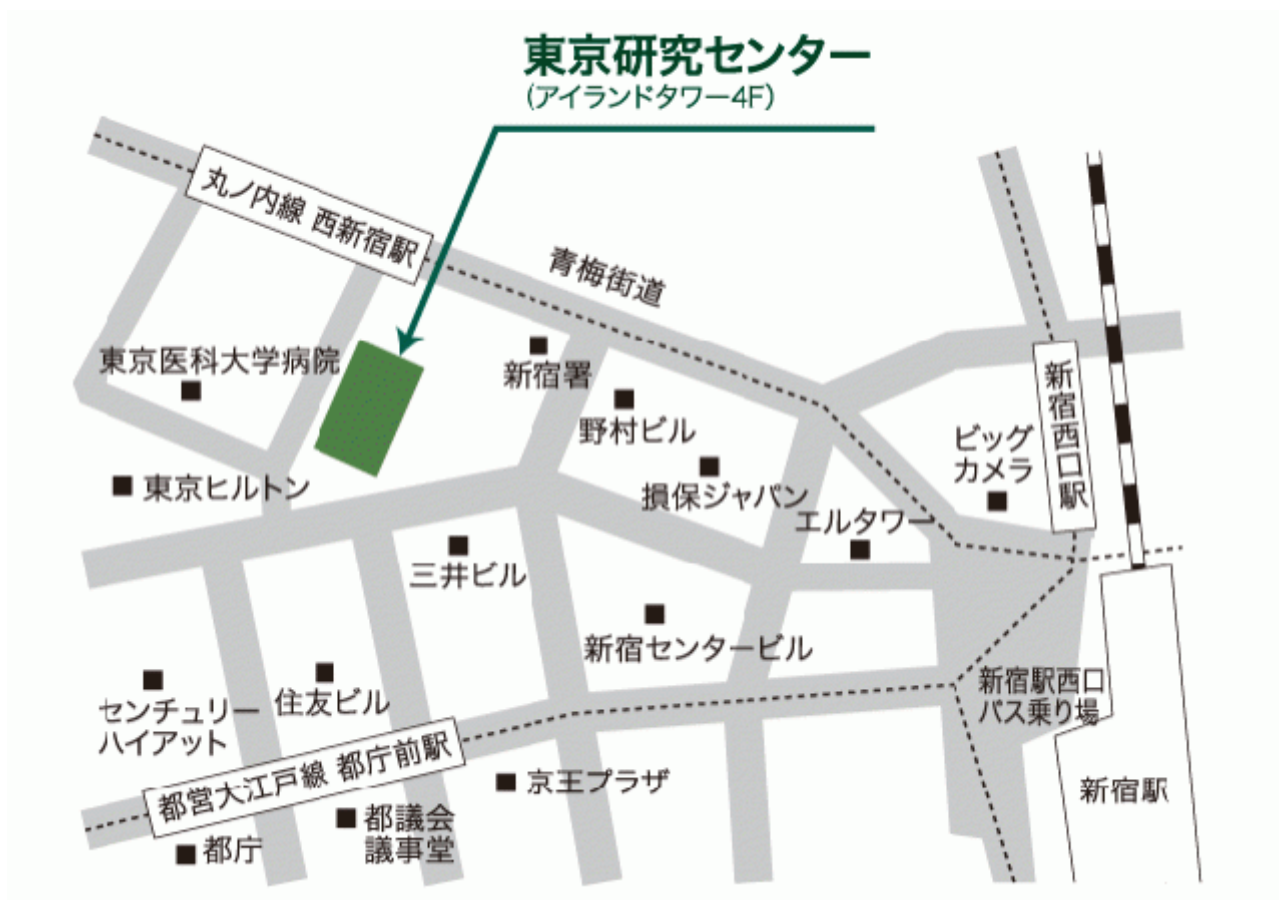 東京研究センター
(アイランドタワー4F)
丸ノ内線 西新宿駅
青梅街道
東京医科大学病院
新宿署
野村ビル
ビッグ
カメラ
新宿西口駅
東京ヒルトン
損保ジャパン
エルタワー
三井ビル
新宿センタービル
センチュリー
ハイアット
住友ビル
新宿駅西口
バス乗り場
都営大江戸線 都庁前駅
京王プラザ
新宿駅
都議会
議事堂
都庁